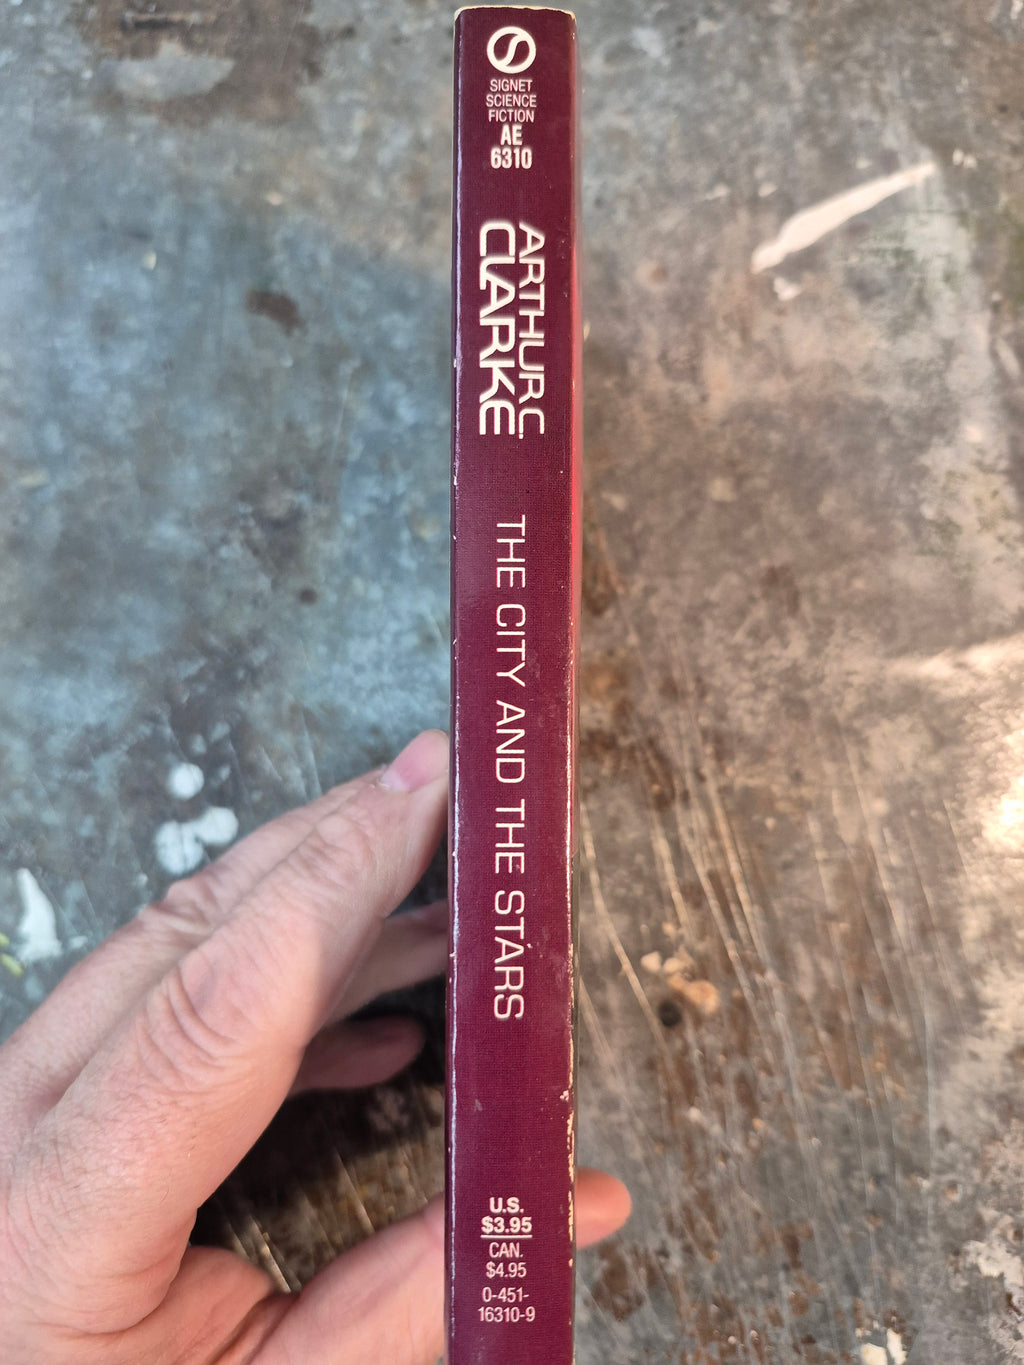 SIGNET
SCIENCE
FICTION
AE
6310
ARTHUR C.
CLARKE
THE CITY AND THE STARS
U.S.
$3.95
CAN.
$4.95
0-451-
16310-9